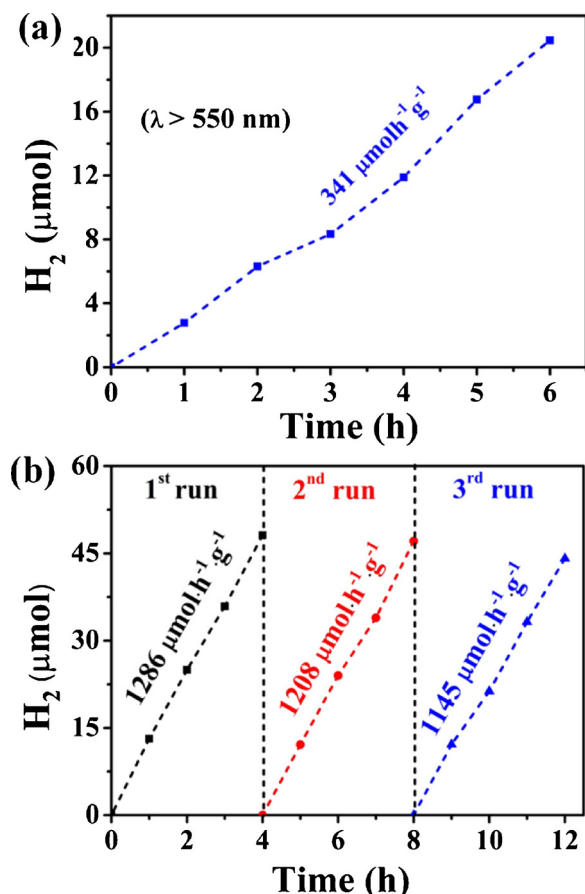 (a)
20
16
12
8
4
0
H₂ (μmol)
(λ > 550 nm)
341 μmolh⁻¹g⁻¹
0 1 2 3 4 5 6
Time (h)
(b)
60
45
30
15
0
H₂ (μmol)
1ˢᵗ run
2ⁿᵈ run
3ʳᵈ run
1286 μmol·h⁻¹·g⁻¹
1208 μmol·h⁻¹·g⁻¹
1145 μmol·h⁻¹·g⁻¹
0 2 4 6 8 10 12
Time (h)